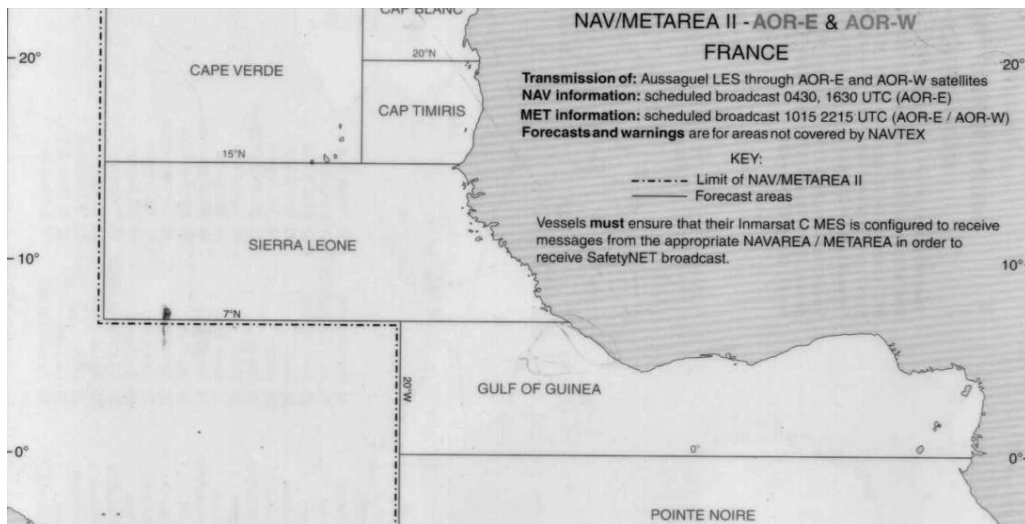 CAP BLANC
NAV/METAREA II - AOR-E & AOR-W
FRANCE
20°
20°
CAPE VERDE
20°N
CAP TIMIRIS
Transmission of: Aussaguel LES through AOR-E and AOR-W satellites
NAV information: scheduled broadcast 0430, 1630 UTC (AOR-E)
MET information: scheduled broadcast 1015 2215 UTC (AOR-E / AOR-W)
Forecasts and warnings are for areas not covered by NAVTEX
KEY:
Limit of NAV/METAREA II
Forecast areas
Vessels must ensure that their Inmarsat C MES is configured to receive
messages from the appropriate NAVAREA / METAREA in order to
receive SafetyNET broadcast.
15°N
SIERRA LEONE
10°
10°
7°N
20°W
GULF OF GUINEA
0°
0°
0°
POINTE NOIRE